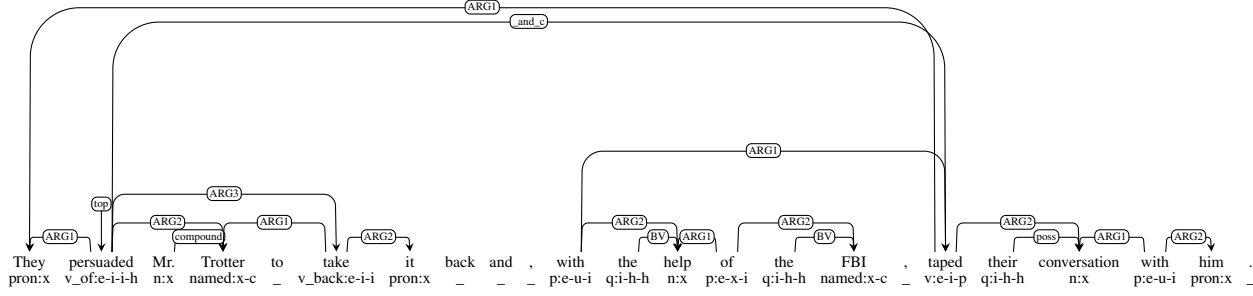 ARG1
_and_c
ARG1
ARG3
top
ARG2 ARG1 ARG2 ARG2 ARG2
ARG1 compound ARG2 BV ARG1 BV poss ARG1 ARG2
They persuaded Mr. Trotter to take it back and , with the help of the FBI , taped their conversation with him .
pron:x v_of:e-i-i-h n:x named:x-c _ v_back:e-i-i pron:x _ _ _ p:e-u-i q:i-h-h n:x p:e-x-i q:i-h-h named:x-c _ v:e-i-p q:i-h-h n:x p:e-u-i pron:x _